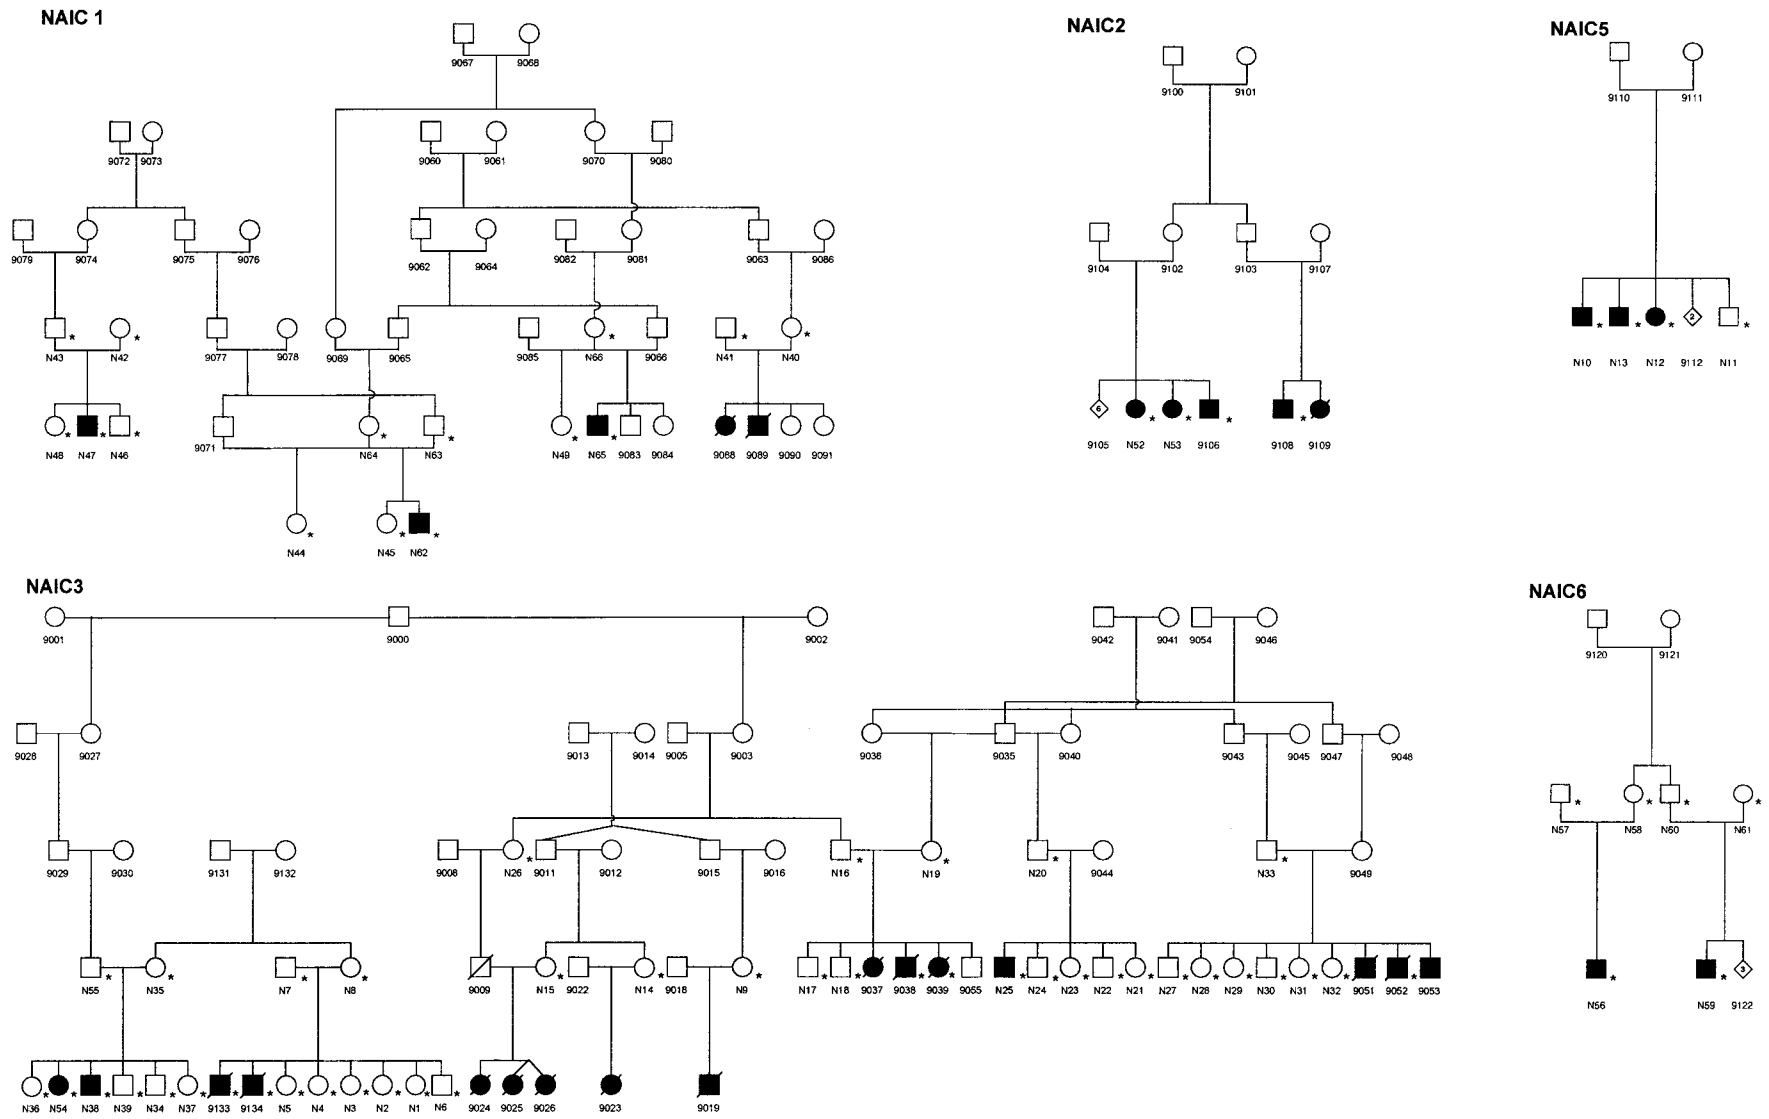 NAIC 1
NAIC2
NAIC5
9067 9068
9100 9101
9110 9111
9072 9073
9060 9061 9070 9080
9079 9074 9075 9076
9062 9064 9082 9081 9063 9086
9104 9102 9103 9107
N43 * N42 * 9077 9078 9069 9065 9085 N66 * 9066 N41 * N40 *
N10 * N13 * N12 * 2 9112 N11 *
N48 * N47 * N46 * 9071 N64 * N63 * N49 * N65 * 9083 9084 9088 9089 9090 9091
6 9105 N52 * N53 * 9106 * 9108 * 9109
N44 * N45 * N62 *
NAIC3
NAIC6
9001 9000 9002 9042 9041 9054 9046
9120 9121
9028 9027 9013 9014 9005 9003 9036 9035 9040 9043 9045 9047 9048
N57 * N58 * N60 * N61 *
9029 9030 9131 9132 9008 N26 * 9011 9012 9015 9016 N16 * N19 * N20 * 9044 N33 * 9049
N55 * N35 * N7 * N8 * 9009 N15 * 9022 N14 * 9018 N9 * N17 * N18 * 9037 9038 * 9039 * 9055 N25 * N24 * N23 * N22 * N21 * N27 * N28 * N29 * N30 * N31 * N32 * 9051 9052 * 9053
N56 * N59 * 3 9122
N36 * N54 * N38 * N39 * N34 * N37 * 9133 * 9134 * N5 * N4 * N3 * N2 * N1 * N6 * 9024 9025 9026 9023 9019